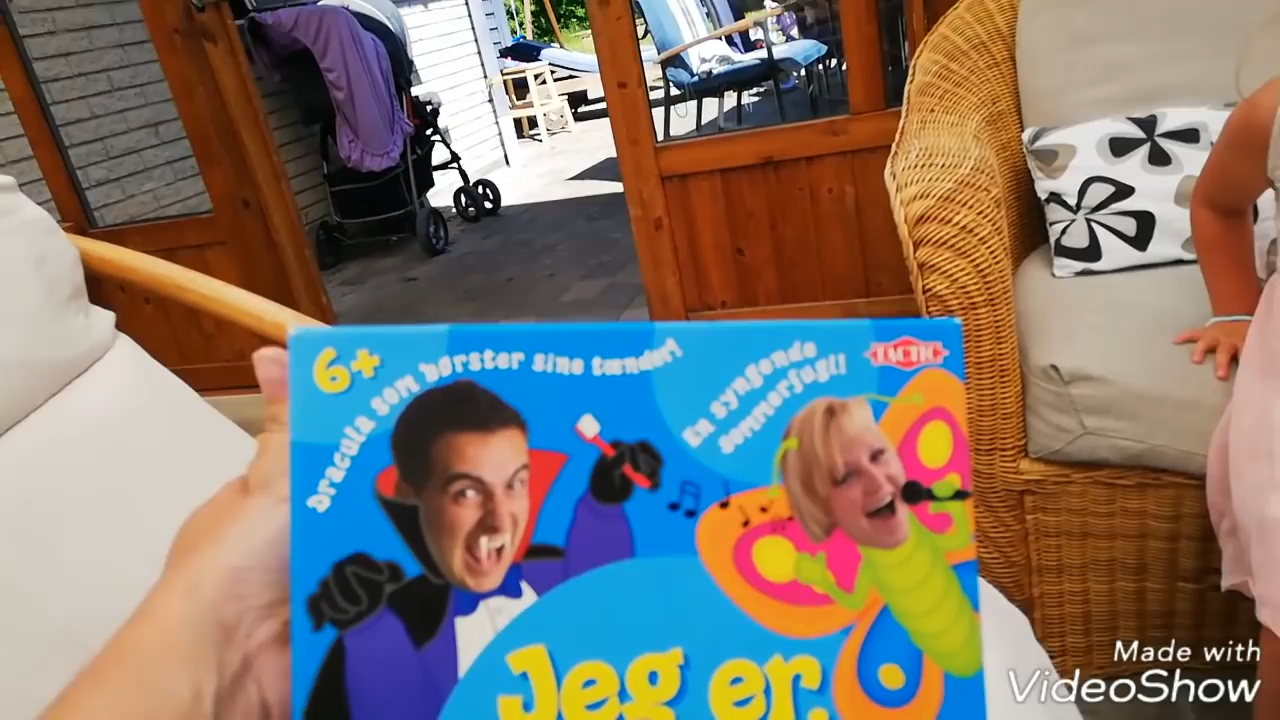 6+
Dracula som børster sine tænder!
En syngende
sommerfugl!
TACTIC
Jeg er
Made with
VideoShow